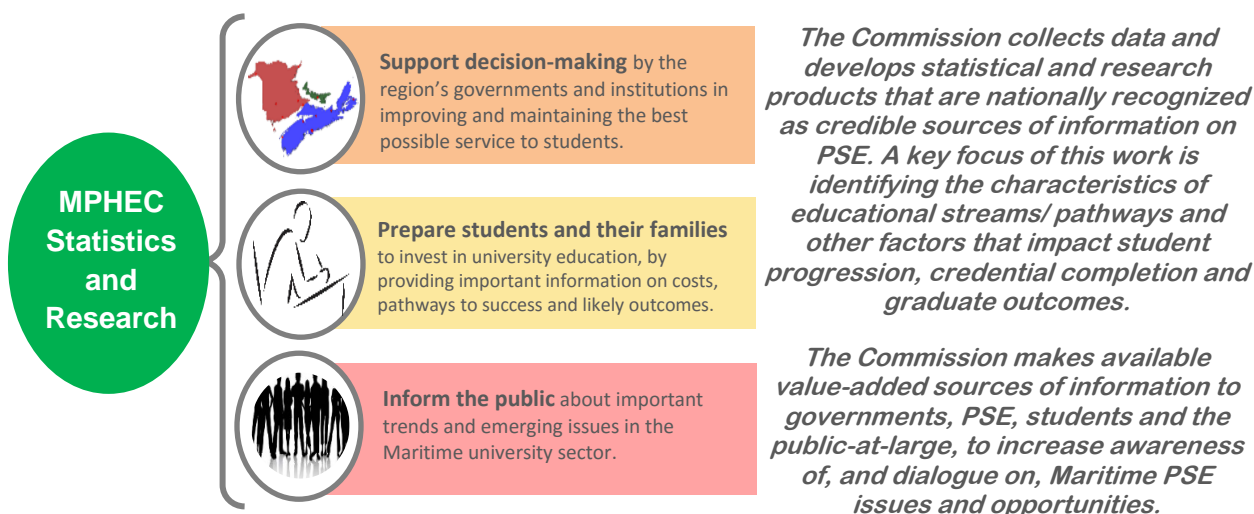 MPHEC
Statistics
and
Research
Support decision-making by the
region's governments and institutions in
improving and maintaining the best
possible service to students.
Prepare students and their families
to invest in university education, by
providing important information on costs,
pathways to success and likely outcomes.
Inform the public about important
trends and emerging issues in the
Maritime university sector.
The Commission collects data and
develops statistical and research
products that are nationally recognized
as credible sources of information on
PSE. A key focus of this work is
identifying the characteristics of
educational streams/ pathways and
other factors that impact student
progression, credential completion and
graduate outcomes.
The Commission makes available
value-added sources of information to
governments, PSE, students and the
public-at-large, to increase awareness
of, and dialogue on, Maritime PSE
issues and opportunities.